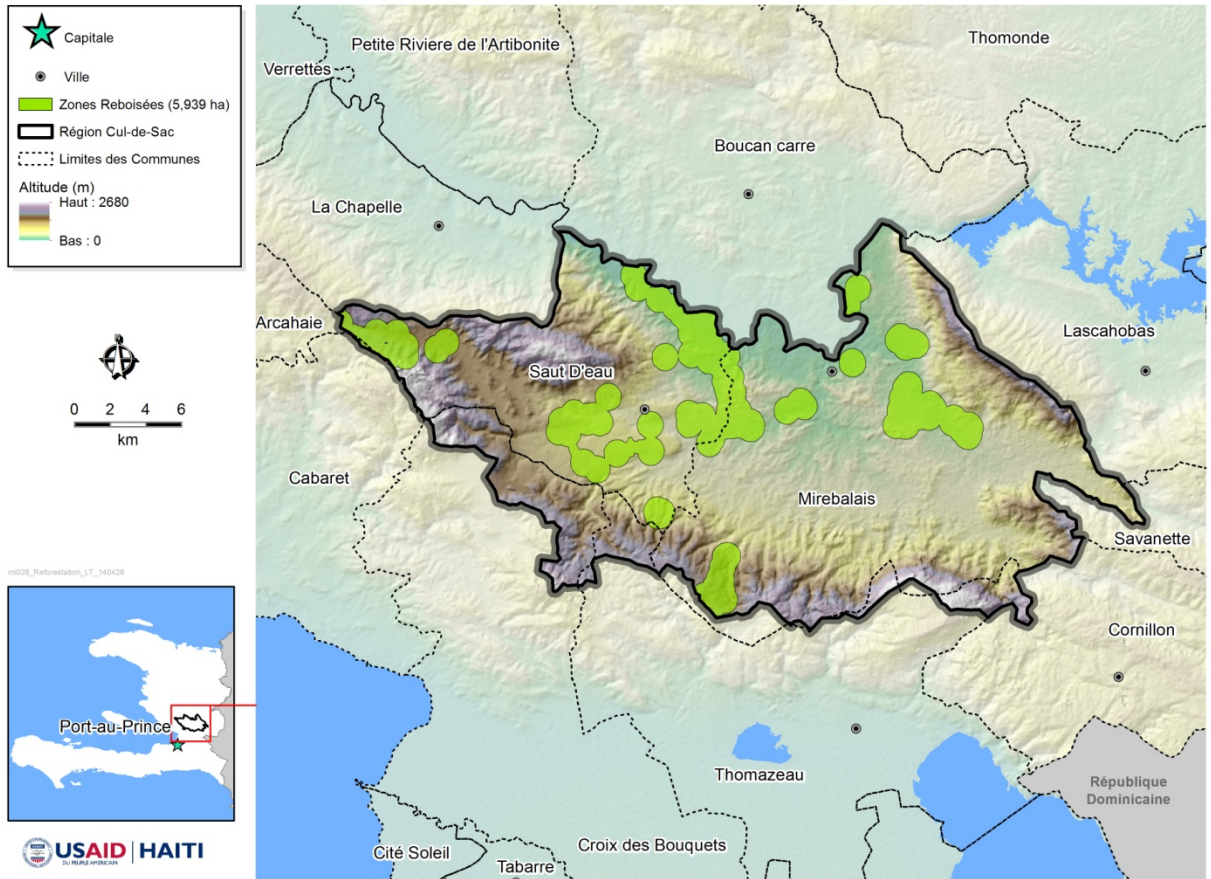 Capitale
Ville
Zones Reboisées (5,939 ha)
Région Cul-de-Sac
Limites des Communes
Altitude (m)
Haut : 2680
Bas : 0
0 2 4 6
km
mi028_Reforestation_LT_140428
Port-au-Prince
USAID | HAITI
DU PEUPLE AMERICAIN
Petite Riviere de l'Artibonite
Thomonde
Verrettes
Boucan carre
La Chapelle
Arcahaie
Lascahobas
Saut D'eau
Cabaret
Mirebalais
Savanette
Cornillon
Thomazeau
République
Dominicaine
Croix des Bouquets
Cité Soleil
Tabarre